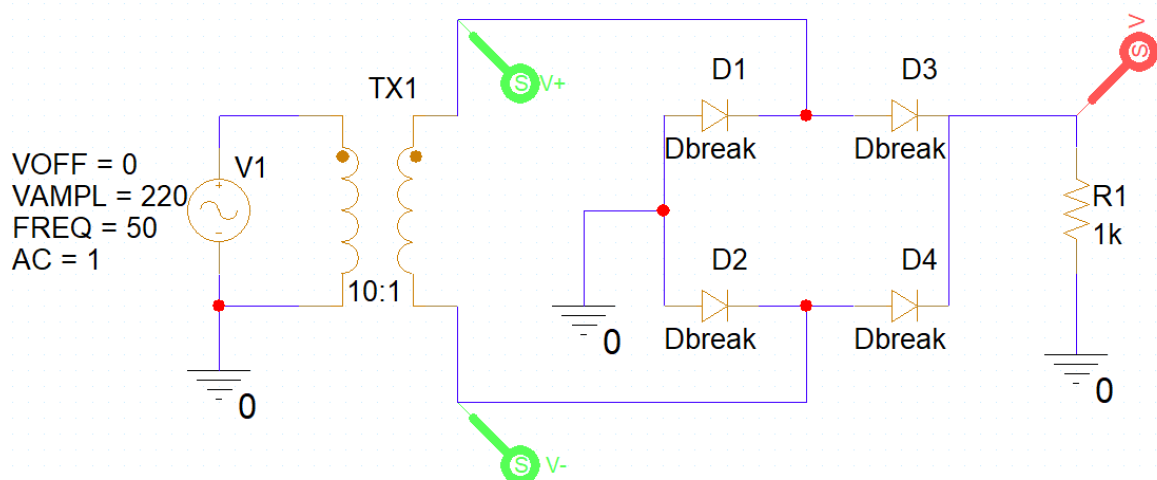 V
D1
D3
TX1
S V+
S
Dbreak
Dbreak
VOFF = 0
VAMPL = 220
FREQ = 50
AC = 1
V1
+
-
R1
1k
D2
D4
10:1
0
Dbreak
Dbreak
0
0
0
S V-